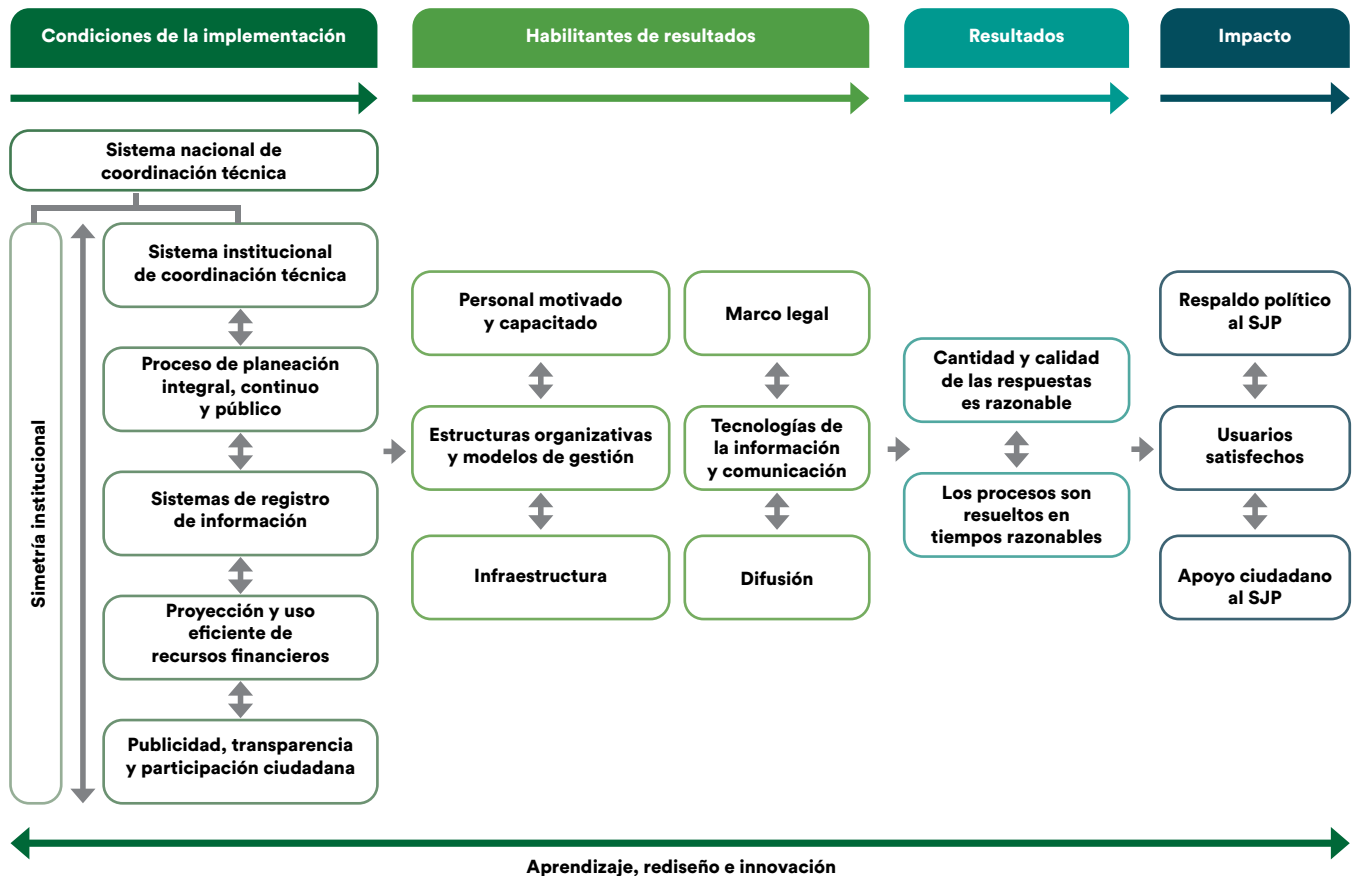 Condiciones de la implementación
Habilitantes de resultados
Resultados
Impacto
Sistema nacional de
coordinación técnica
Simetría institucional
Sistema institucional
de coordinación técnica
Proceso de planeación
integral, continuo
y público
Sistemas de registro
de información
Proyección y uso
eficiente de
recursos financieros
Publicidad, transparencia
y participación ciudadana
Personal motivado
y capacitado
Estructuras organizativas
y modelos de gestión
Infraestructura
Marco legal
Tecnologías de
la información
y comunicación
Difusión
Cantidad y calidad
de las respuestas
es razonable
Los procesos son
resueltos en
tiempos razonables
Respaldo político
al SJP
Usuarios
satisfechos
Apoyo ciudadano
al SJP
Aprendizaje, rediseño e innovación